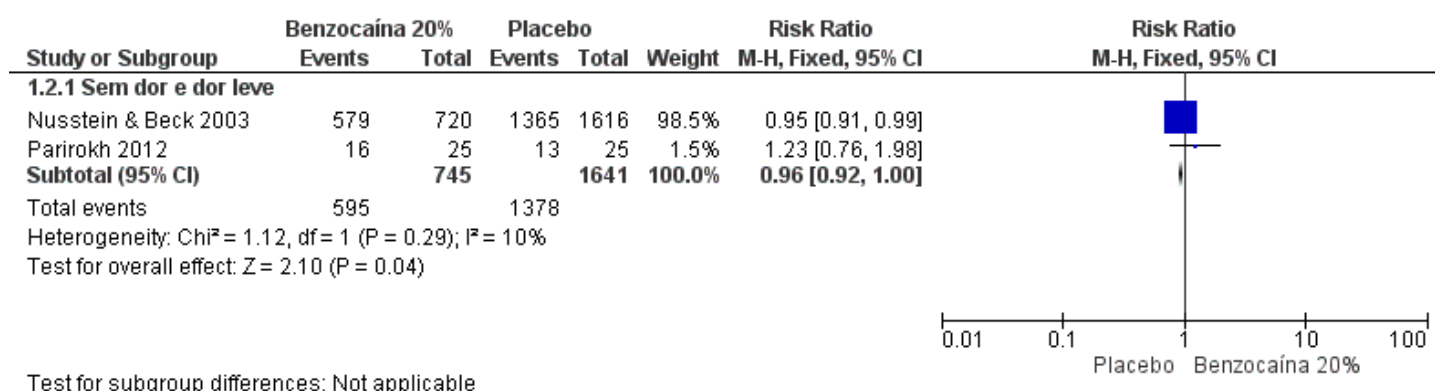 Benzocaína 20% Placebo Risk Ratio Risk Ratio
Study or Subgroup Events Total Events Total Weight M-H, Fixed, 95% CI M-H, Fixed, 95% CI
1.2.1 Sem dor e dor leve
Nusstein & Beck 2003 579 720 1365 1616 98.5% 0.95 [0.91, 0.99]
Parirokh 2012 16 25 13 25 1.5% 1.23 [0.76, 1.98]
Subtotal (95% CI) 745 1641 100.0% 0.96 [0.92, 1.00]
Total events 595 1378
Heterogeneity: Chi² = 1.12, df = 1 (P = 0.29); I² = 10%
Test for overall effect: Z = 2.10 (P = 0.04)
0.01 0.1 1 10 100
Placebo Benzocaína 20%
Test for subgroup differences: Not applicable